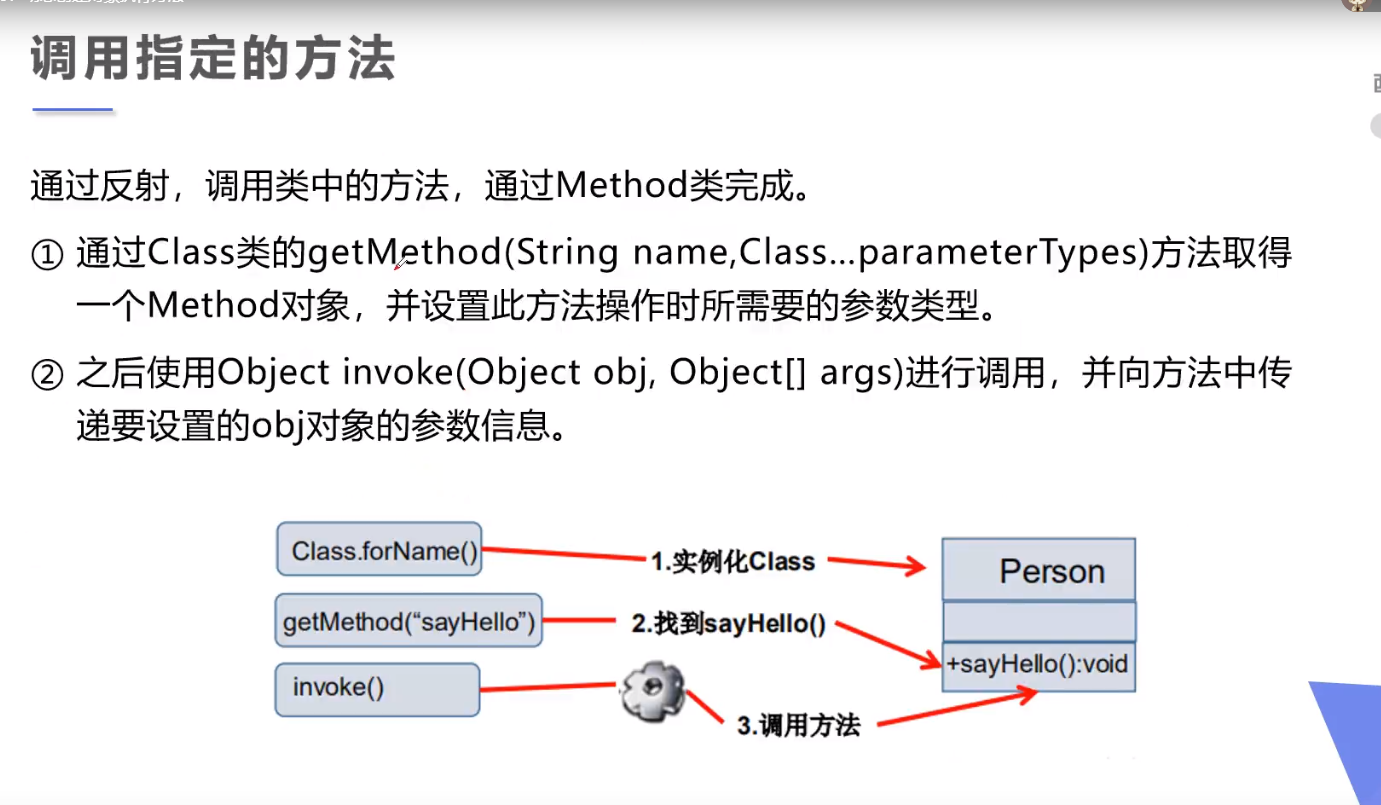 调用指定的方法
通过反射，调用类中的方法，通过Method类完成。
① 通过Class类的getMethod(String name,Class…parameterTypes)方法取得
一个Method对象，并设置此方法操作时所需要的参数类型。
② 之后使用Object invoke(Object obj, Object[] args)进行调用，并向方法中传
递要设置的obj对象的参数信息。
Class.forName()
1.实例化Class
Person
getMethod(“sayHello”)
2.找到sayHello()
+sayHello():void
invoke()
3.调用方法